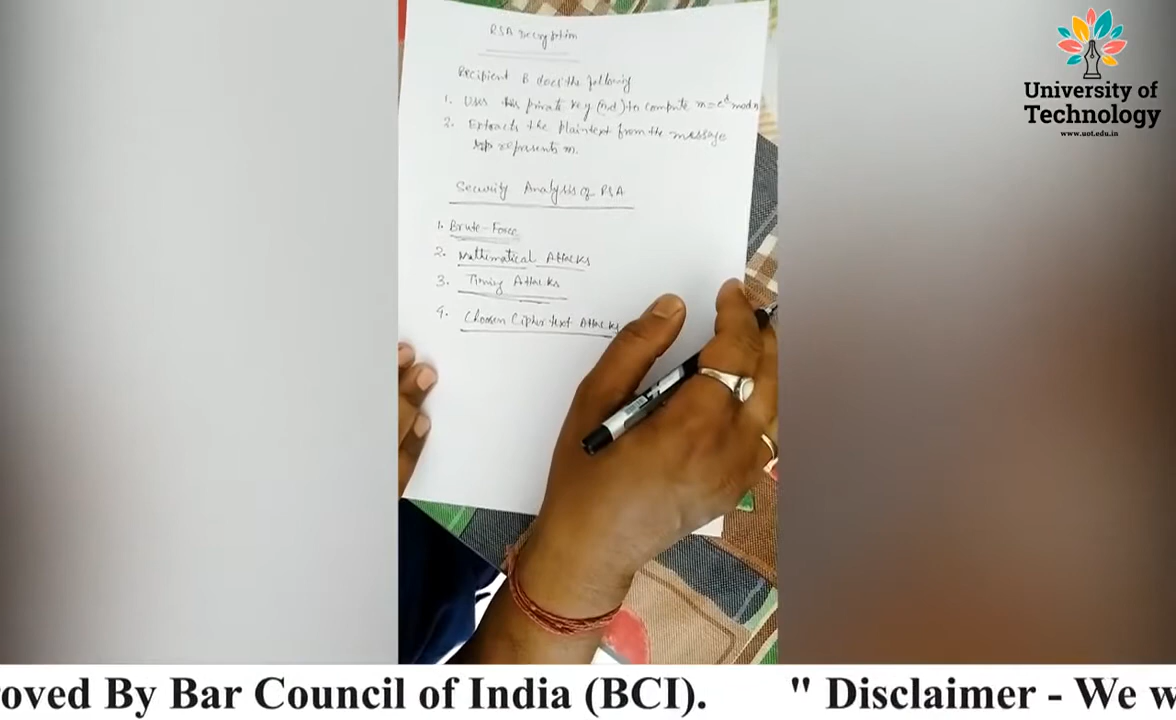 RSA Decryption
Recipient B does the following
1. Uses his private key (n,d) to compute m=c^d mod n
2. Extracts the plaintext from the message
represents m.
Security Analysis of RSA
1. Brute-Force
2. Mathematical Attacks
3. Timing Attacks
4. Choosen Cipher text Attacks
University of
Technology
www.uot.edu.in
oved By Bar Council of India (BCI). " Disclaimer - We w